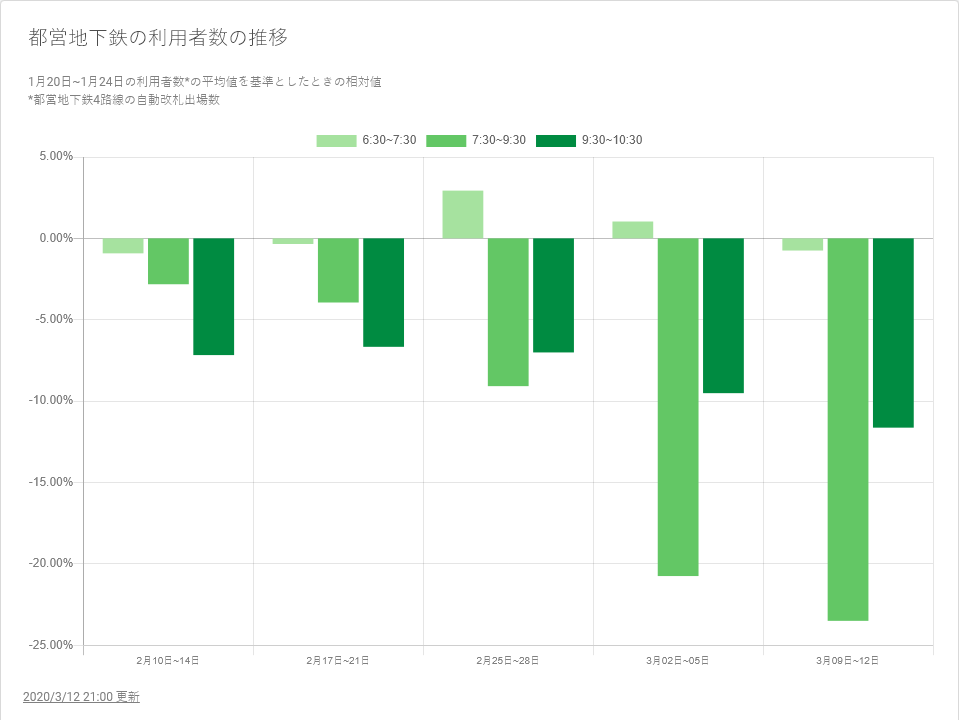 都営地下鉄の利用者数の推移
1月20日~1月24日の利用者数*の平均値を基準としたときの相対値
*都営地下鉄4路線の自動改札出場数
6:30~7:30 7:30~9:30 9:30~10:30
5.00%
0.00%
-5.00%
-10.00%
-15.00%
-20.00%
-25.00%
2月10日~14日 2月17日~21日 2月25日~28日 3月02日~05日 3月09日~12日
2020/3/12 21:00 更新